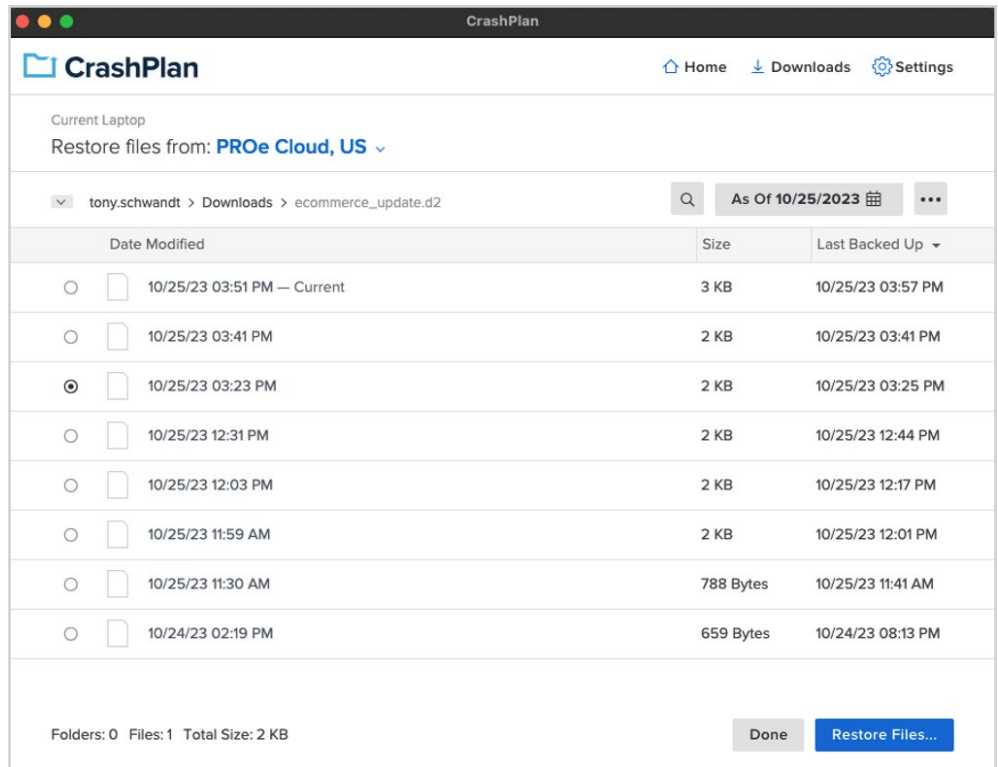 CrashPlan
CrashPlan
Home Downloads Settings
Current Laptop
Restore files from: PROe Cloud, US
tony.schwandt > Downloads > ecommerce_update.d2
As Of 10/25/2023
Date Modified Size Last Backed Up
10/25/23 03:51 PM — Current 3 KB 10/25/23 03:57 PM
10/25/23 03:41 PM 2 KB 10/25/23 03:41 PM
10/25/23 03:23 PM 2 KB 10/25/23 03:25 PM
10/25/23 12:31 PM 2 KB 10/25/23 12:44 PM
10/25/23 12:03 PM 2 KB 10/25/23 12:17 PM
10/25/23 11:59 AM 2 KB 10/25/23 12:01 PM
10/25/23 11:30 AM 788 Bytes 10/25/23 11:41 AM
10/24/23 02:19 PM 659 Bytes 10/24/23 08:13 PM
Folders: 0 Files: 1 Total Size: 2 KB Done Restore Files...